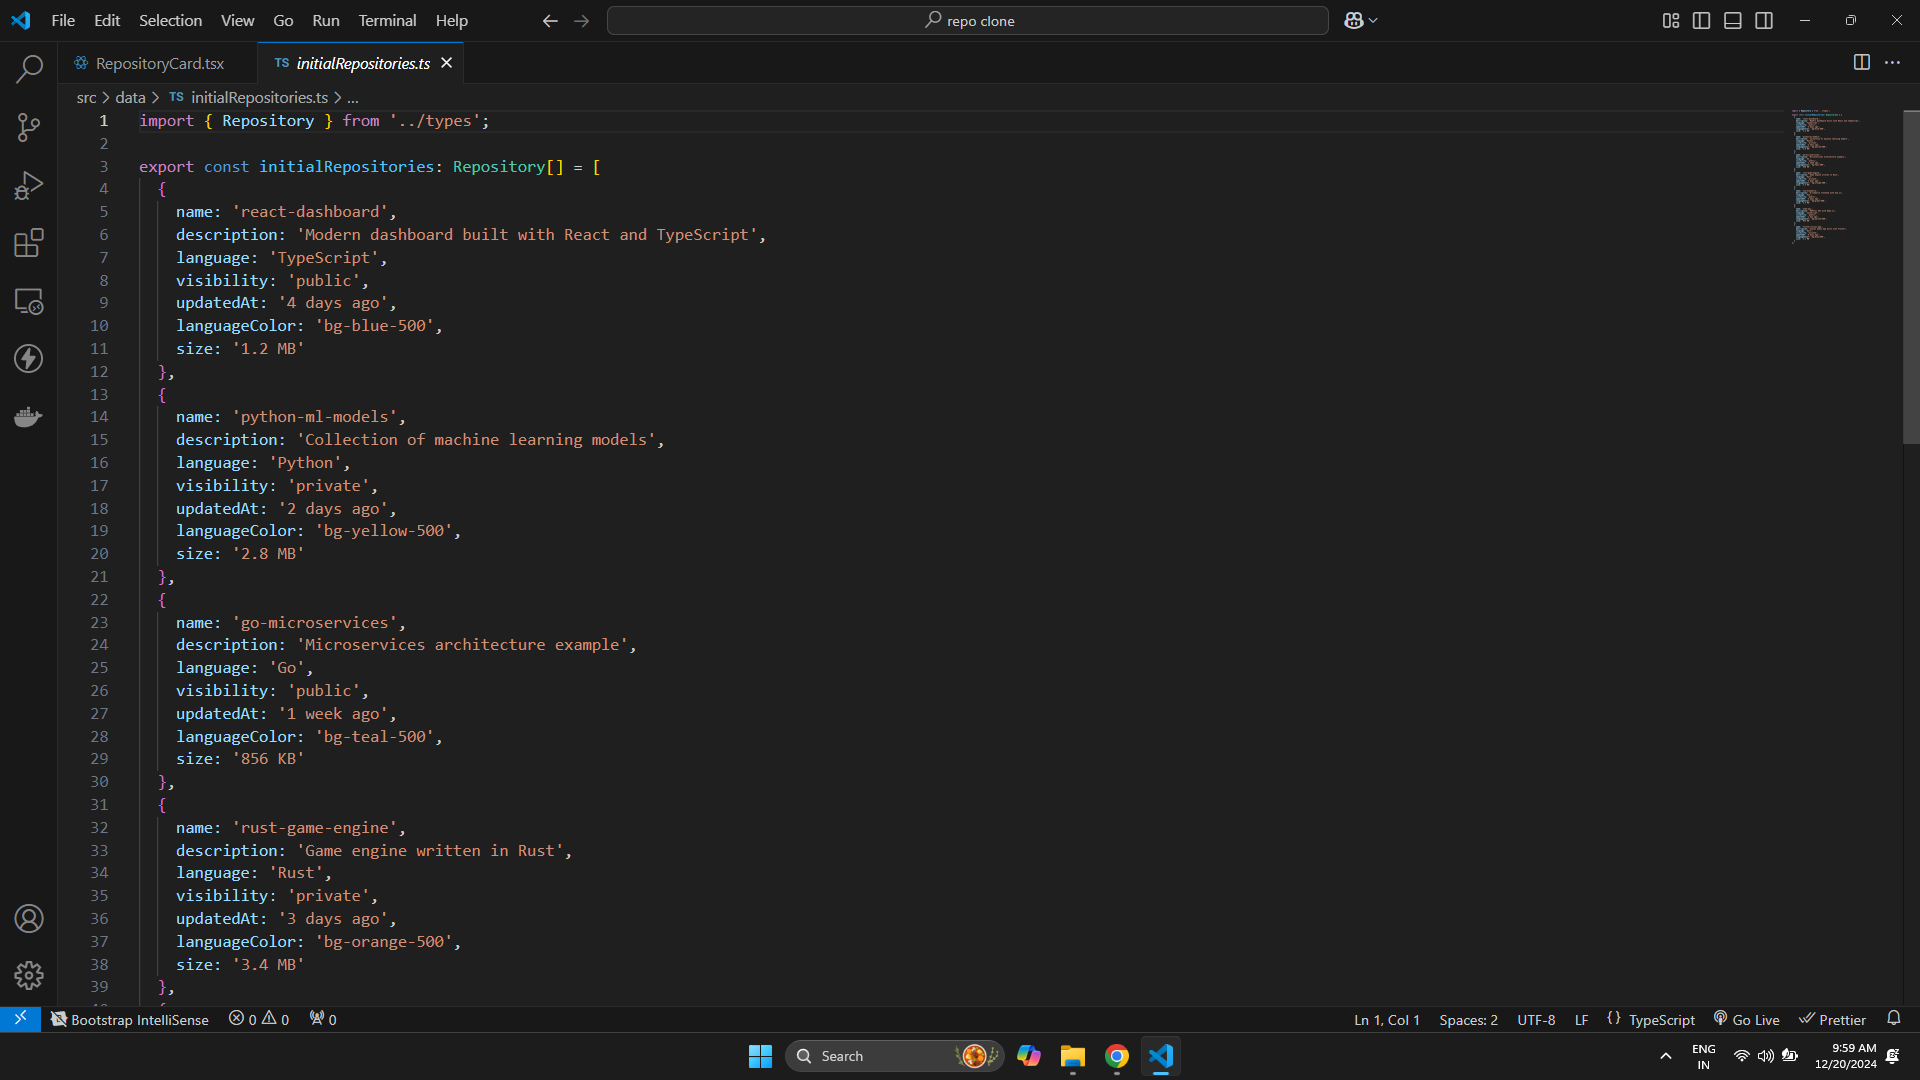 File Edit Selection View Go Run Terminal Help
repo clone
RepositoryCard.tsx
TS initialRepositories.ts
src > data > TS initialRepositories.ts > ...
1 import { Repository } from '../types';
2
3 export const initialRepositories: Repository[] = [
4 {
5 name: 'react-dashboard',
6 description: 'Modern dashboard built with React and TypeScript',
7 language: 'TypeScript',
8 visibility: 'public',
9 updatedAt: '4 days ago',
10 languageColor: 'bg-blue-500',
11 size: '1.2 MB'
12 },
13 {
14 name: 'python-ml-models',
15 description: 'Collection of machine learning models',
16 language: 'Python',
17 visibility: 'private',
18 updatedAt: '2 days ago',
19 languageColor: 'bg-yellow-500',
20 size: '2.8 MB'
21 },
22 {
23 name: 'go-microservices',
24 description: 'Microservices architecture example',
25 language: 'Go',
26 visibility: 'public',
27 updatedAt: '1 week ago',
28 languageColor: 'bg-teal-500',
29 size: '856 KB'
30 },
31 {
32 name: 'rust-game-engine',
33 description: 'Game engine written in Rust',
34 language: 'Rust',
35 visibility: 'private',
36 updatedAt: '3 days ago',
37 languageColor: 'bg-orange-500',
38 size: '3.4 MB'
39 },
Bootstrap IntelliSense 0 0 0 Ln 1, Col 1 Spaces: 2 UTF-8 LF {} TypeScript Go Live Prettier
Search
ENG
IN
9:59 AM
12/20/2024